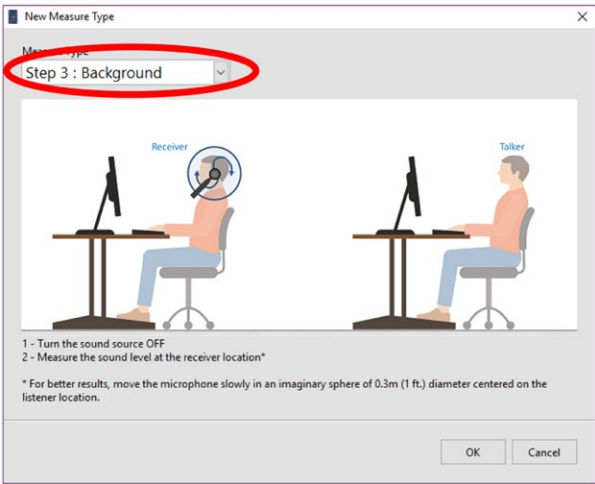 New Measure Type
Measure Type
Step 3 : Background
Receiver
Talker
1 - Turn the sound source OFF
2 - Measure the sound level at the receiver location*
* For better results, move the microphone slowly in an imaginary sphere of 0.3m (1 ft.) diameter centered on the
listener location.
OK
Cancel